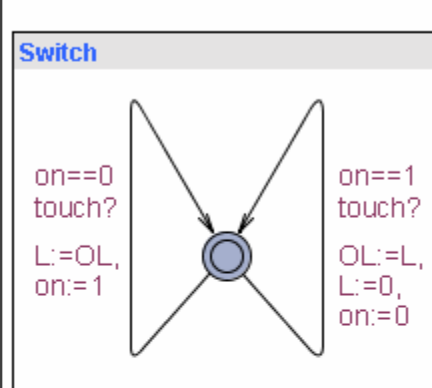 Switch
on==0
touch?
L:=OL,
on:=1
on==1
touch?
OL:=L,
L:=0,
on:=0